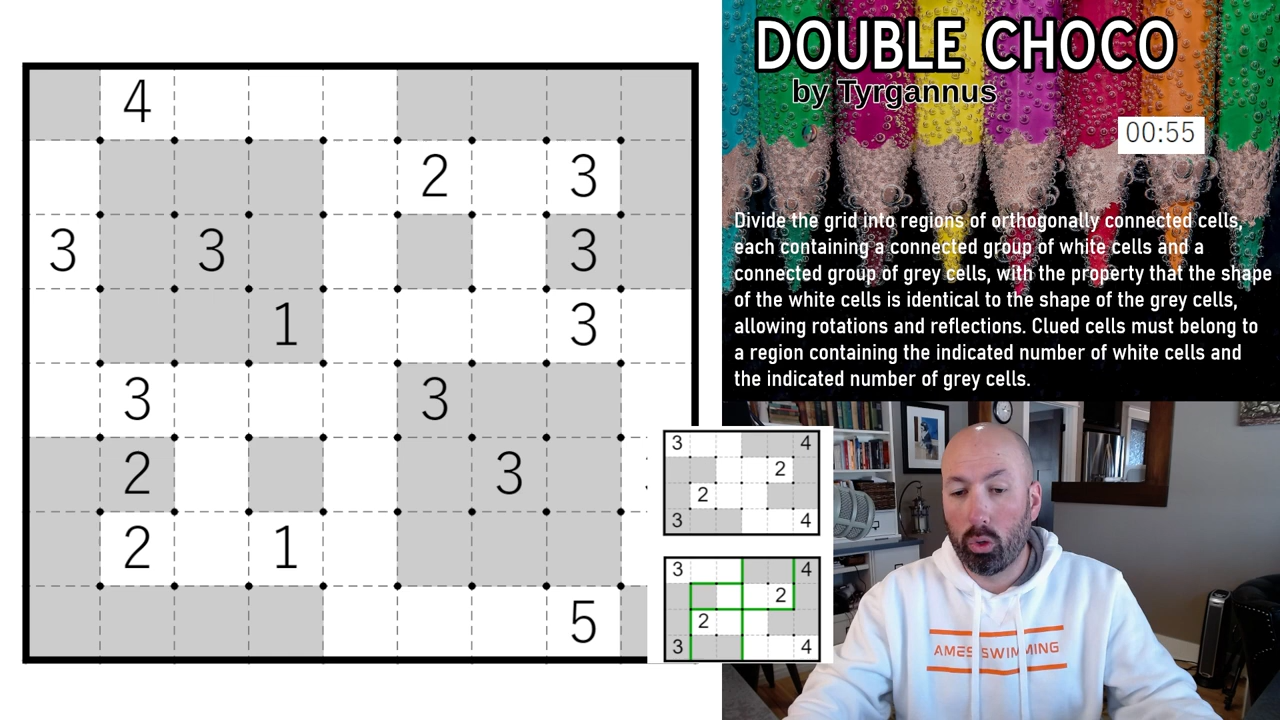 DOUBLE CHOCO
by Tyrgannus
00:55
Divide the grid into regions of orthogonally connected cells,
each containing a connected group of white cells and a
connected group of grey cells, with the property that the shape
of the white cells is identical to the shape of the grey cells,
allowing rotations and reflections. Clued cells must belong to
a region containing the indicated number of white cells and
the indicated number of grey cells.
4
2 3
3 3 3
1 3
3 3
2 3
2 1
5
3 4
2
2
3 4
3 4
2
2
3 4
AMES SWIMMING